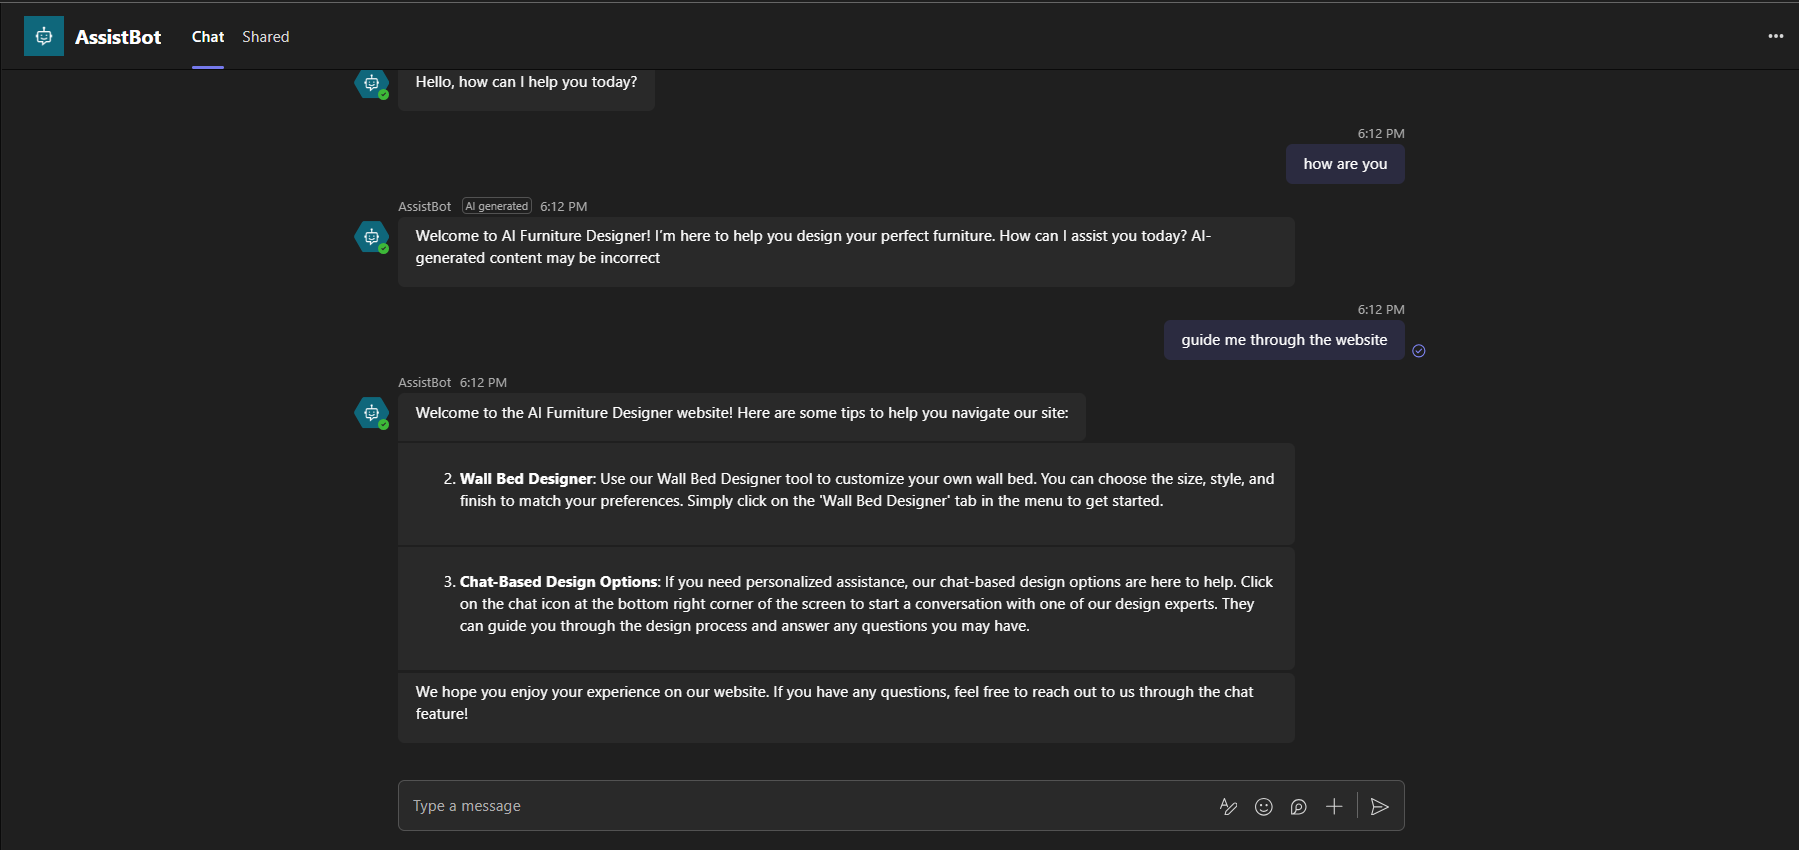 AssistBot
Chat
Shared
Hello, how can I help you today?
6:12 PM
how are you
AssistBot AI generated 6:12 PM
Welcome to AI Furniture Designer! I'm here to help you design your perfect furniture. How can I assist you today? AI-
generated content may be incorrect
6:12 PM
guide me through the website
AssistBot 6:12 PM
Welcome to the AI Furniture Designer website! Here are some tips to help you navigate our site:
2. Wall Bed Designer: Use our Wall Bed Designer tool to customize your own wall bed. You can choose the size, style, and
finish to match your preferences. Simply click on the 'Wall Bed Designer' tab in the menu to get started.
3. Chat-Based Design Options: If you need personalized assistance, our chat-based design options are here to help. Click
on the chat icon at the bottom right corner of the screen to start a conversation with one of our design experts. They
can guide you through the design process and answer any questions you may have.
We hope you enjoy your experience on our website. If you have any questions, feel free to reach out to us through the chat
feature!
Type a message